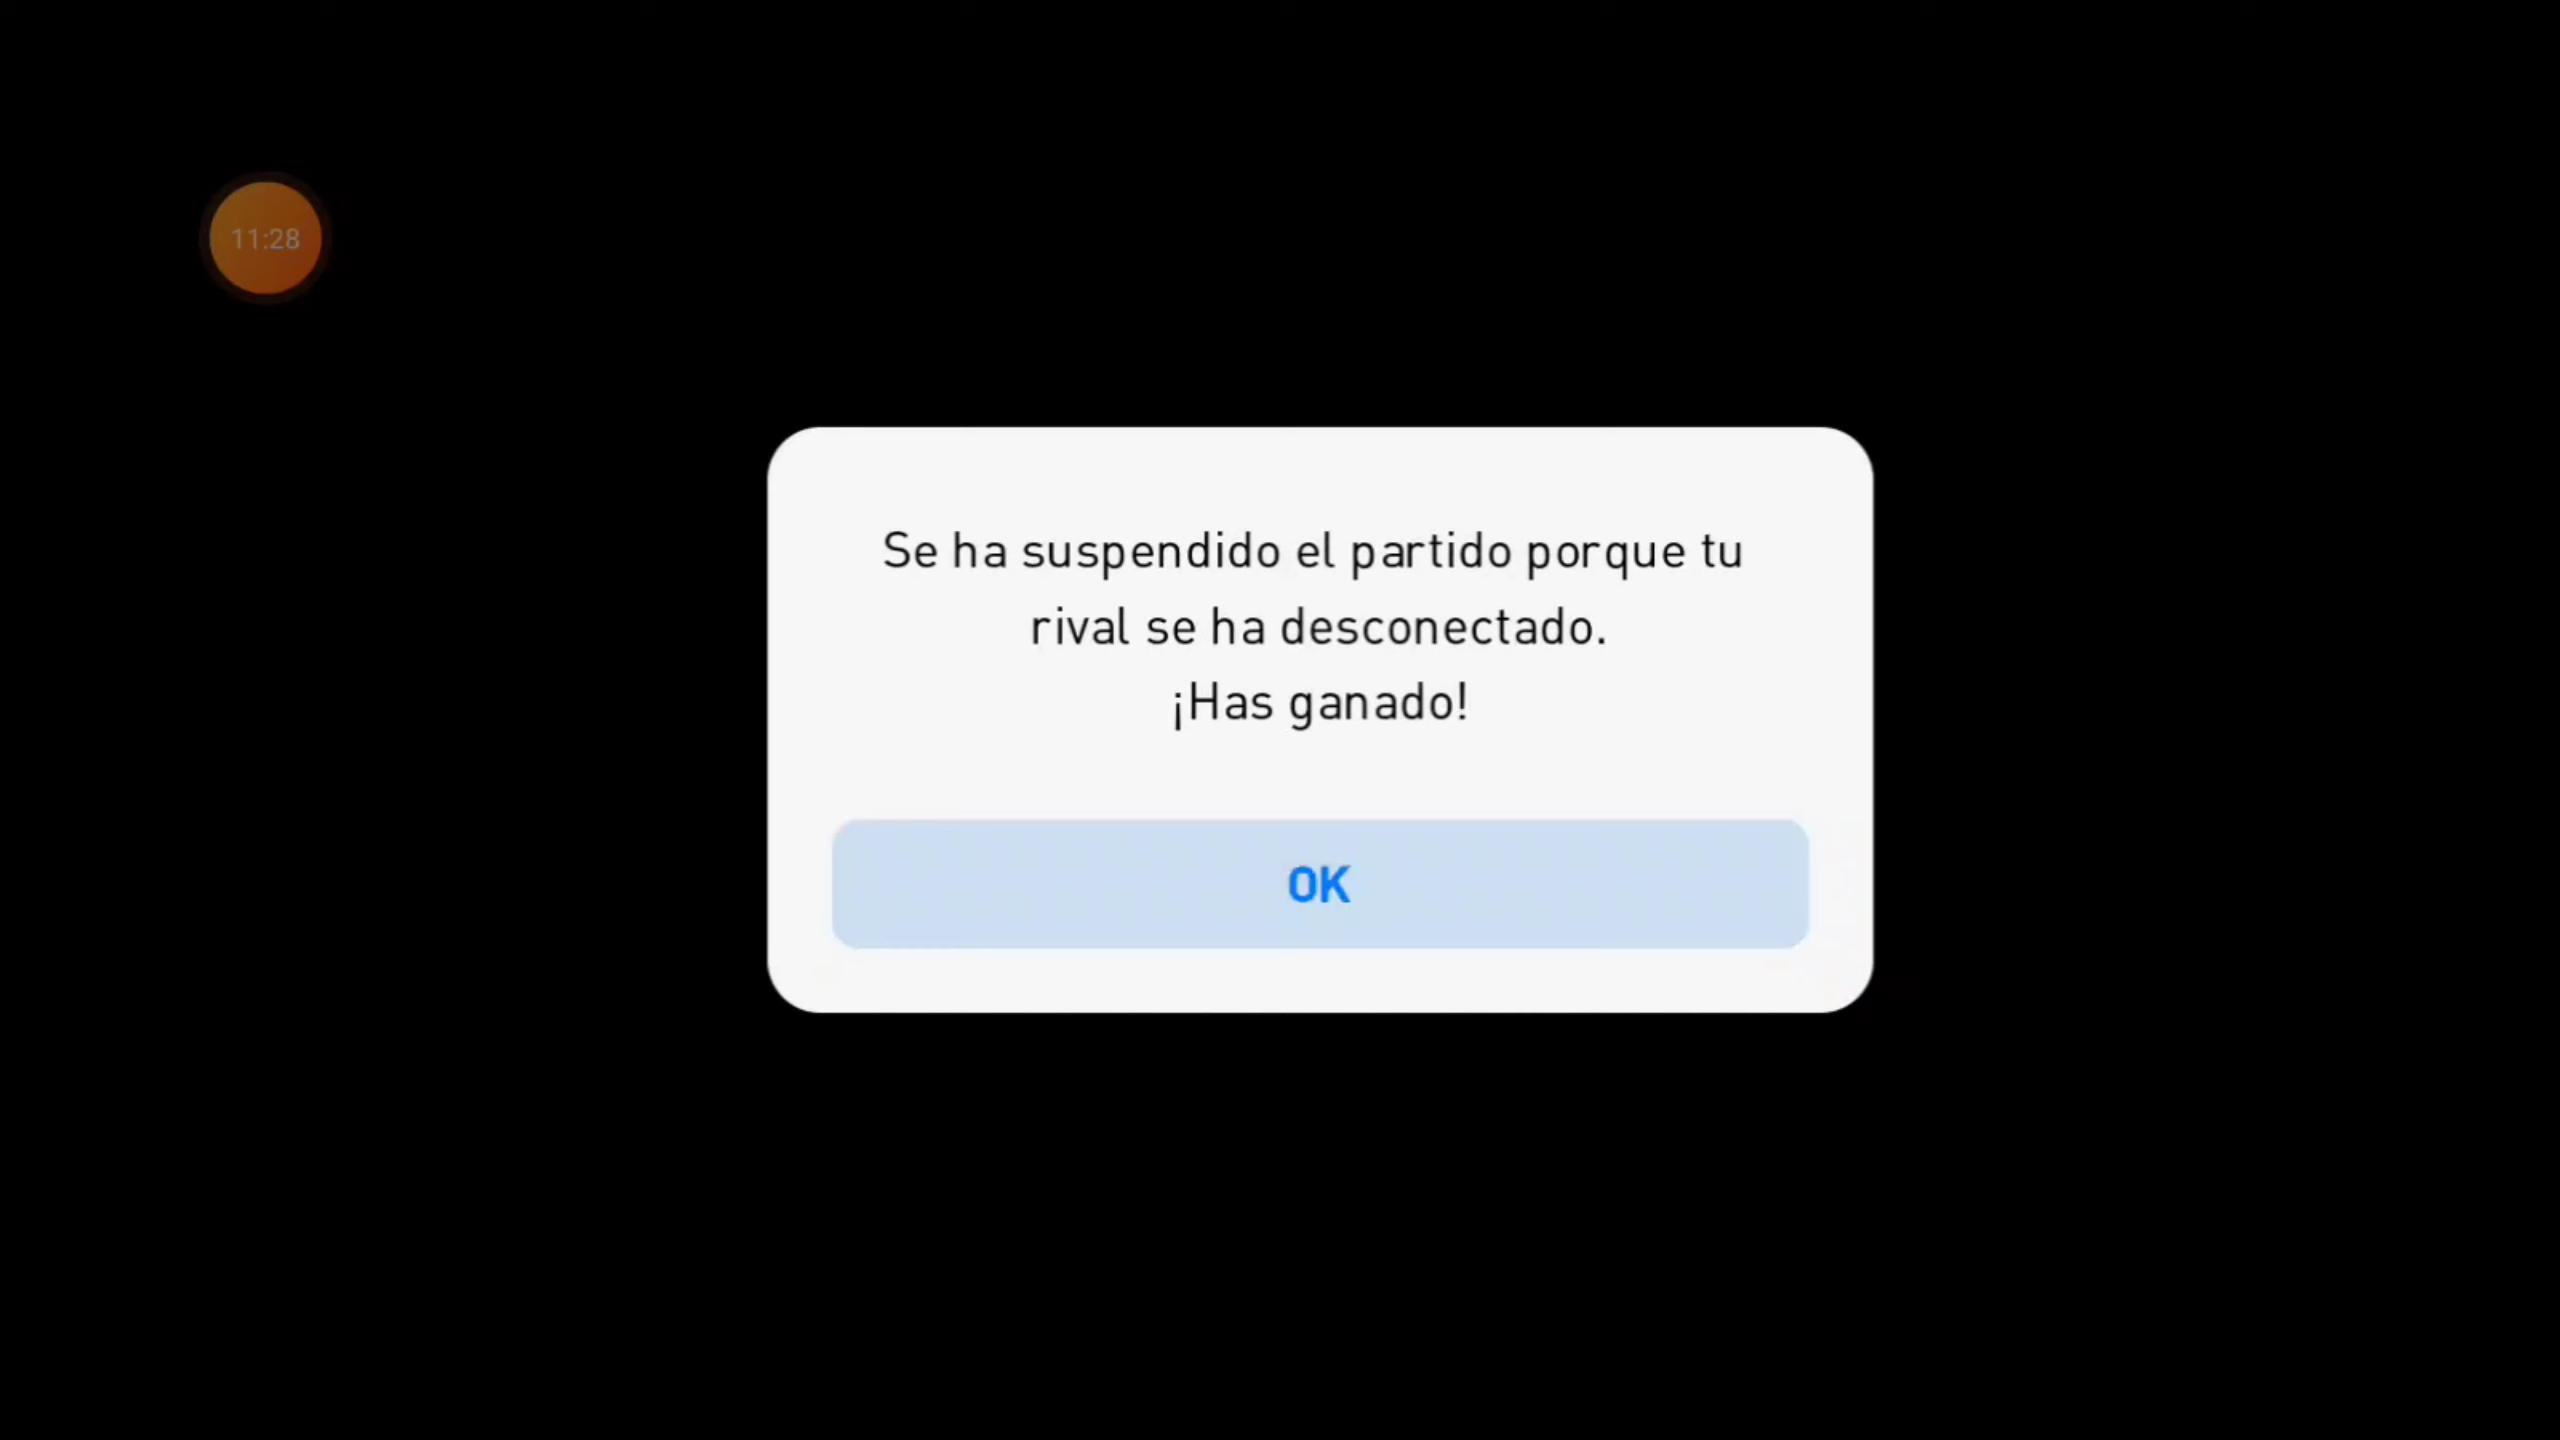 11:28
Se ha suspendido el partido porque tu
rival se ha desconectado.
¡Has ganado!
OK